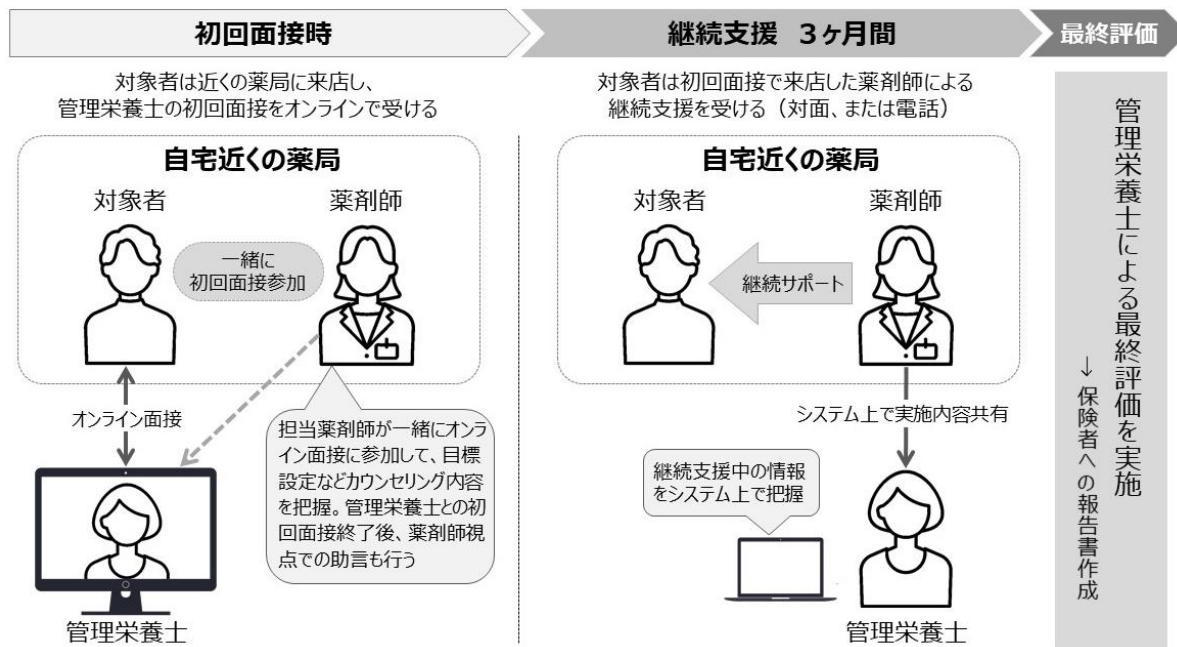 初回面接時
継続支援 3ヶ月間
最終評価
対象者は近くの薬局に来店し、
管理栄養士の初回面接をオンラインで受ける
自宅近くの薬局
対象者
薬剤師
一緒に
初回面接参加
オンライン面接
担当薬剤師が一緒にオンラ
イン面接に参加して、目標
設定などカウンセリング内容
を把握。管理栄養士との初
回面接終了後、薬剤師視
点での助言も行う
管理栄養士
対象者は初回面接で来店した薬剤師による
継続支援を受ける（対面、または電話）
自宅近くの薬局
対象者
薬剤師
継続サポート
システム上で実施内容共有
継続支援中の情報
をシステム上で把握
管理栄養士
管理栄養士による最終評価を実施
↓保険者への報告書作成